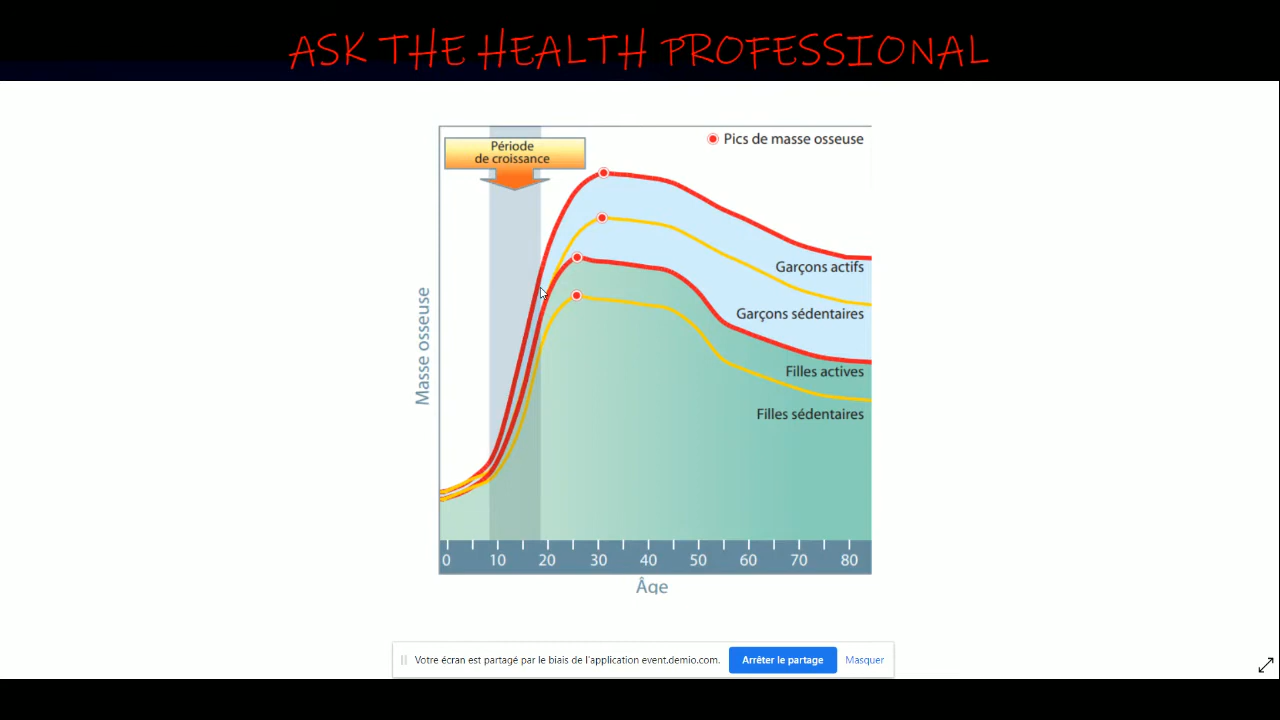 ASK THE HEALTH PROFESSIONAL
Période
de croissance
Pics de masse osseuse
Masse osseuse
Garçons actifs
Garçons sédentaires
Filles actives
Filles sédentaires
0 10 20 30 40 50 60 70 80
Âge
Votre écran est partagé par le biais de l'application event.demio.com. Arrêter le partage Masquer